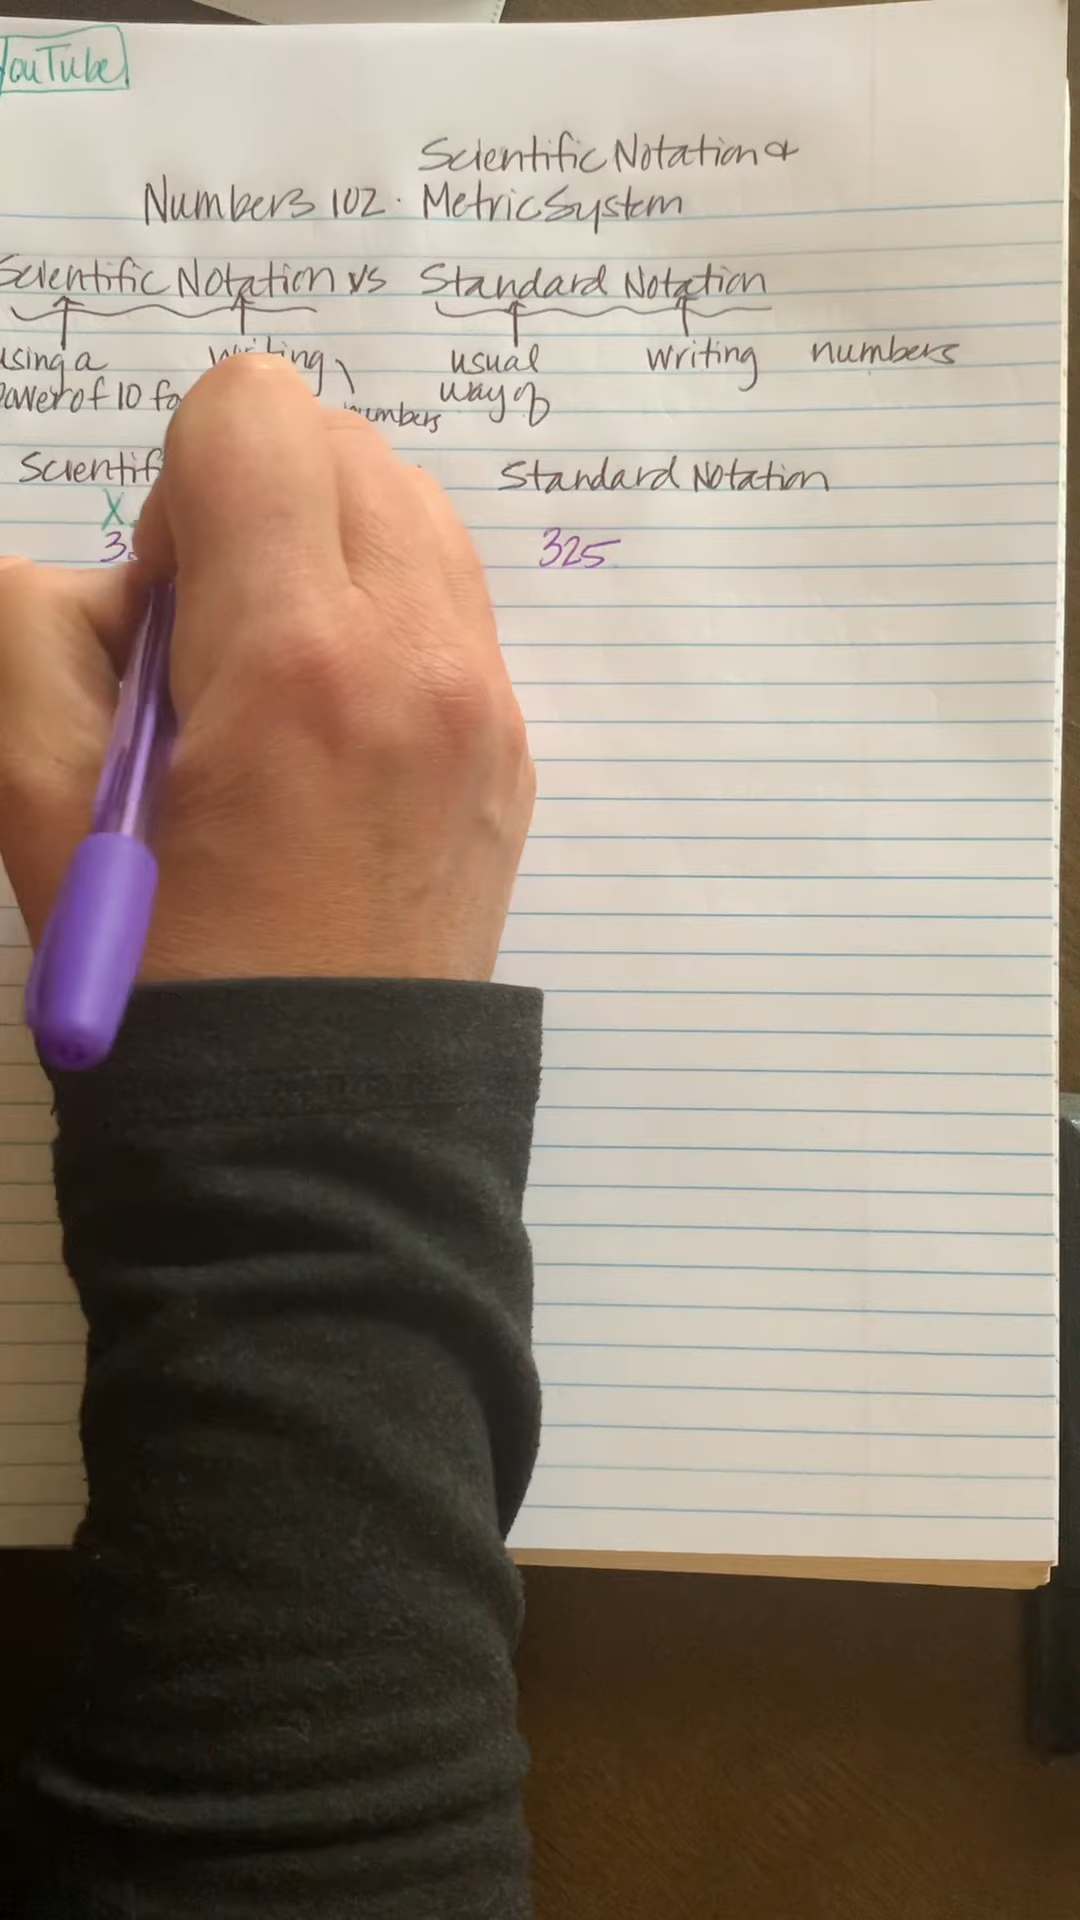 YouTube
Scientific Notation &
Numbers 102. Metric System
Scientific Notation vs Standard Notation
using a writing usual writing numbers
Power of 10 numbers way of
Standard Notation
X
325